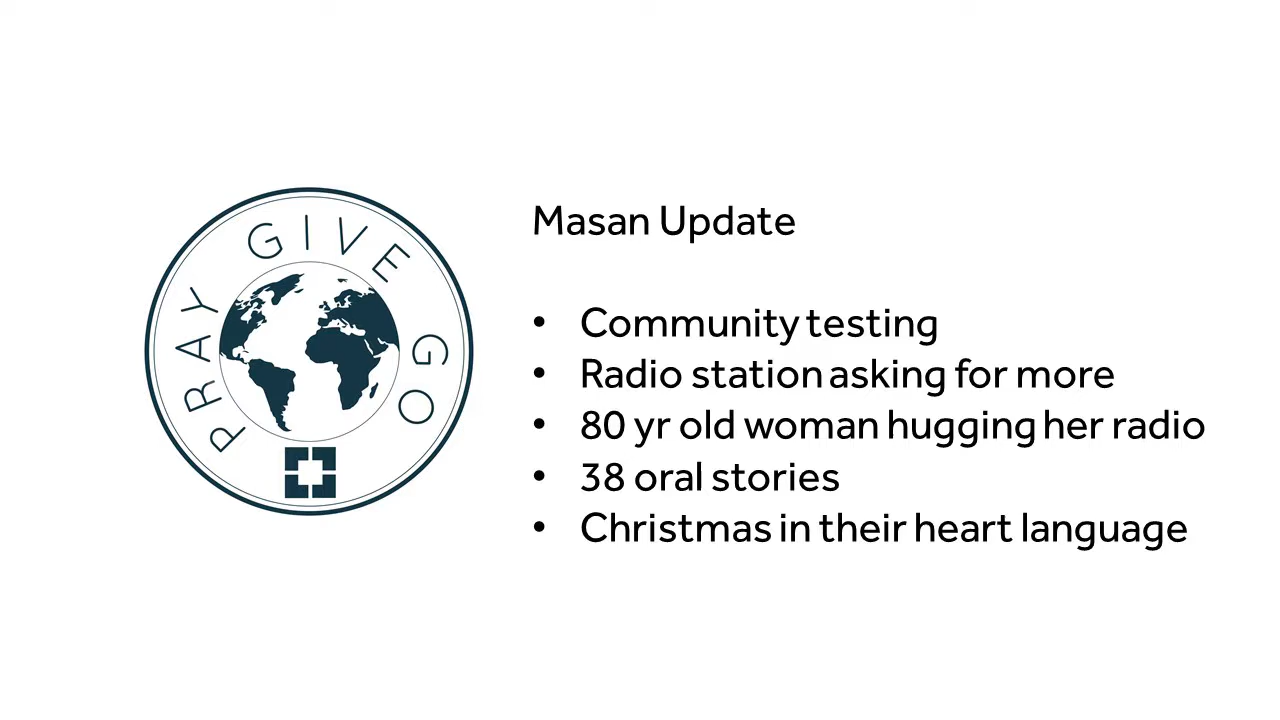 PRAY GIVE GO
Masan Update
• Community testing
• Radio station asking for more
• 80 yr old woman hugging her radio
• 38 oral stories
• Christmas in their heart language